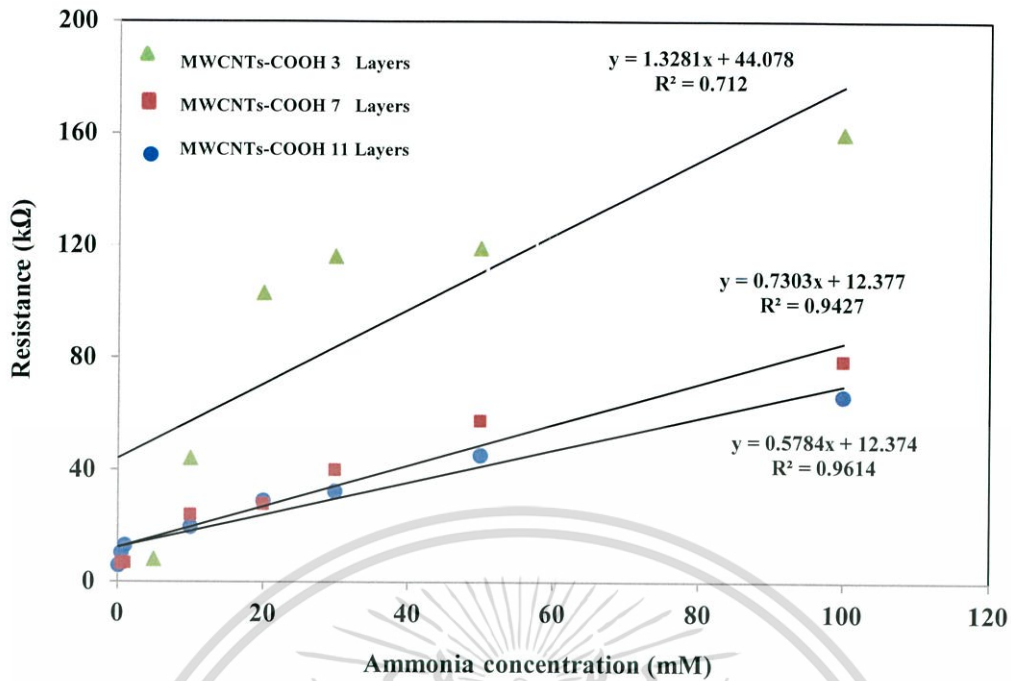 200
160
120
80
40
0
Resistance (kΩ)
MWCNTs-COOH 3 Layers
MWCNTs-COOH 7 Layers
MWCNTs-COOH 11 Layers
y = 1.3281x + 44.078
R² = 0.712
y = 0.7303x + 12.377
R² = 0.9427
y = 0.5784x + 12.374
R² = 0.9614
0 20 40 60 80 100 120
Ammonia concentration (mM)